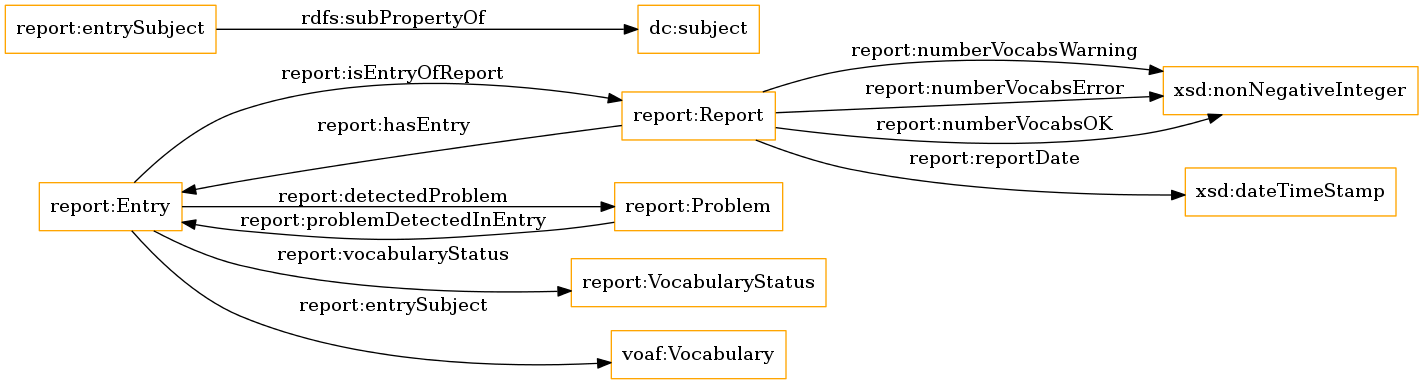 report:entrySubject
rdfs:subPropertyOf
dc:subject
report:numberVocabsWarning
report:isEntryOfReport
report:numberVocabsError
xsd:nonNegativeInteger
report:Report
report:hasEntry
report:numberVocabsOK
report:reportDate
report:detectedProblem
xsd:dateTimeStamp
report:Entry
report:Problem
report:problemDetectedInEntry
report:vocabularyStatus
report:VocabularyStatus
report:entrySubject
voaf:Vocabulary